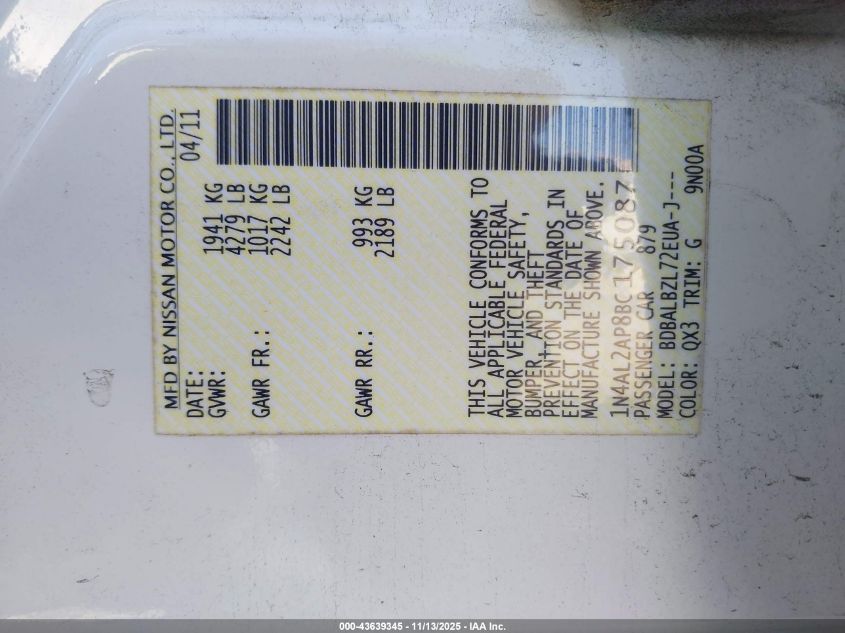 MFD BY NISSAN MOTOR CO., LTD.
DATE: 04/11
GVWR: 1941 KG
4279 LB
GAWR FR.: 1017 KG
2242 LB
GAWR RR.: 993 KG
2189 LB
THIS VEHICLE CONFORMS TO
ALL APPLICABLE FEDERAL
MOTOR VEHICLE SAFETY,
BUMPER, AND THEFT
PREVENTION STANDARDS IN
EFFECT ON THE DATE OF
MANUFACTURE SHOWN ABOVE.
PASSENGER CAR 879
MODEL: BDBALBZL72EUA-J---
COLOR: QX3 TRIM: G 9N00A
000-43639345 - 11/13/2025 - IAA Inc.